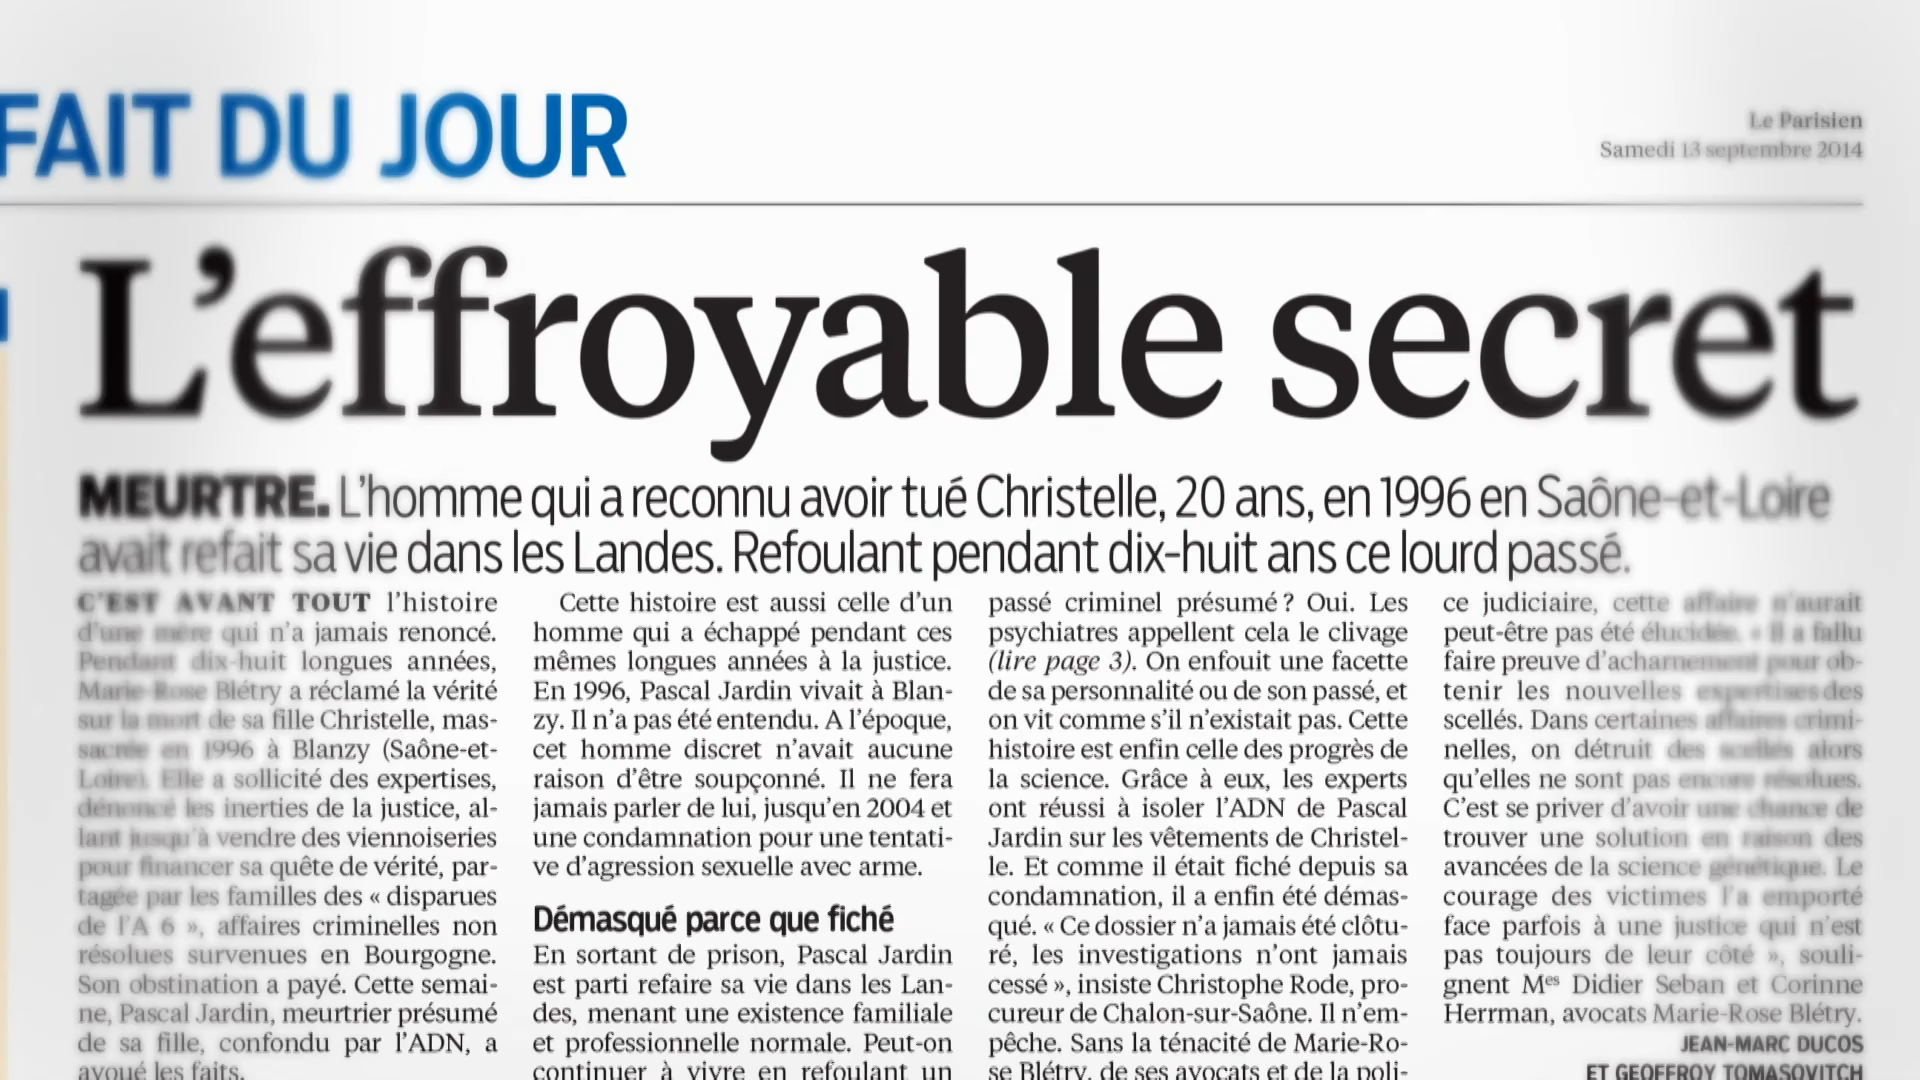 FAIT DU JOUR
Le Parisien
Samedi 13 septembre 2014
L'effroyable secret
MEURTRE. L'homme qui a reconnu avoir tué Christelle, 20 ans, en 1996 en Saône-et-Loire
avait refait sa vie dans les Landes. Refoulant pendant dix-huit ans ce lourd passé.
C'EST AVANT TOUT l'histoire
d'une mère qui n'a jamais renoncé.
Pendant dix-huit longues années,
Marie-Rose Blétry a réclamé la vérité
sur la mort de sa fille Christelle, mas-
sacrée en 1996 à Blanzy (Saône-et-
Loire). Elle a sollicité des expertises,
dénoncé les inerties de la justice, al-
lant jusqu'à vendre des viennoiseries
pour financer sa quête de vérité, par-
tagée par les familles des « disparues
de l'A 6 », affaires criminelles non
résolues survenues en Bourgogne.
Son obstination a payé. Cette semai-
ne, Pascal Jardin, meurtrier présumé
de sa fille, confondu par l'ADN, a
avoué les faits.
Cette histoire est aussi celle d'un
homme qui a échappé pendant ces
mêmes longues années à la justice.
En 1996, Pascal Jardin vivait à Blan-
zy. Il n'a pas été entendu. A l'époque,
cet homme discret n'avait aucune
raison d'être soupçonné. Il ne fera
jamais parler de lui, jusqu'en 2004 et
une condamnation pour une tentati-
ve d'agression sexuelle avec arme.
Démasqué parce que fiché
En sortant de prison, Pascal Jardin
est parti refaire sa vie dans les Lan-
des, menant une existence familiale
et professionnelle normale. Peut-on
continuer à vivre en refoulant un
passé criminel présumé ? Oui. Les
psychiatres appellent cela le clivage
(lire page 3). On enfouit une facette
de sa personnalité ou de son passé, et
on vit comme s'il n'existait pas. Cette
histoire est enfin celle des progrès de
la science. Grâce à eux, les experts
ont réussi à isoler l'ADN de Pascal
Jardin sur les vêtements de Christel-
le. Et comme il était fiché depuis sa
condamnation, il a enfin été démas-
qué. « Ce dossier n'a jamais été clôtu-
ré, les investigations n'ont jamais
cessé », insiste Christophe Rode, pro-
cureur de Chalon-sur-Saône. Il n'em-
pêche. Sans la ténacité de Marie-Ro-
se Blétry, de ses avocats et de la poli-
ce judiciaire, cette affaire n'aurait
peut-être pas été élucidée. « Il a fallu
faire preuve d'acharnement pour ob-
tenir les nouvelles expertises des
scellés. Dans certaines affaires crimi-
nelles, on détruit des scellés alors
qu'elles ne sont pas encore résolues.
C'est se priver d'avoir une chance de
trouver une solution en raison des
avancées de la science génétique. Le
courage des victimes l'a emporté
face parfois à une justice qui n'est
pas toujours de leur côté », souli-
gnent Mes Didier Seban et Corinne
Herrman, avocats Marie-Rose Blétry.
JEAN-MARC DUCOS
ET GEOFFROY TOMASOVITCH